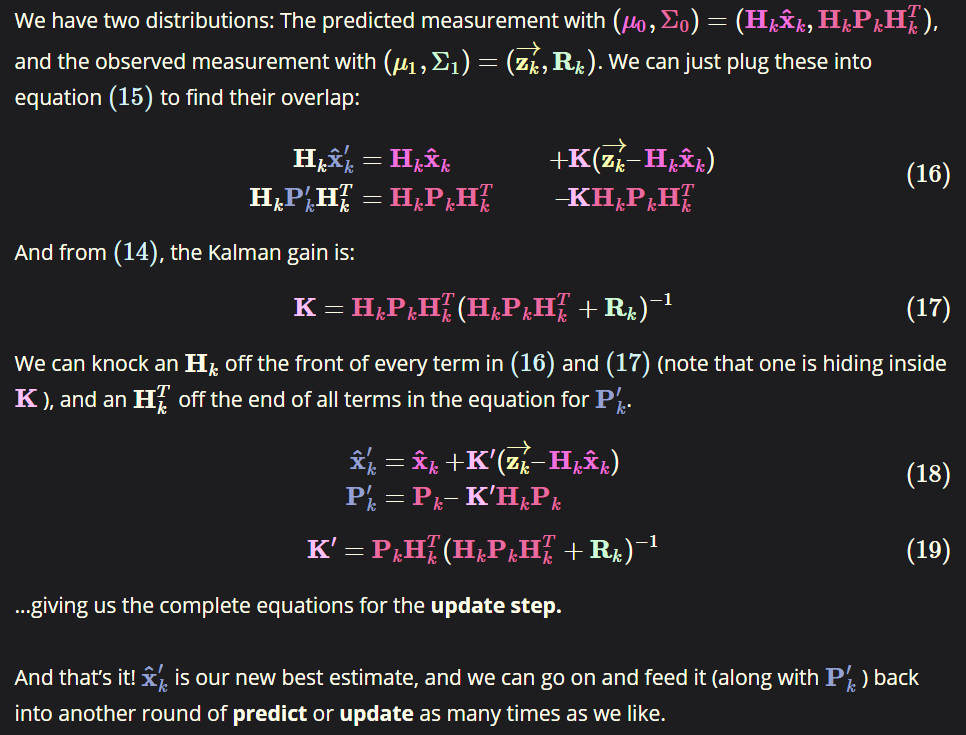 We have two distributions: The predicted measurement with (μ₀, Σ₀) = (Hₖx̂ₖ, HₖPₖHₖᵀ),
and the observed measurement with (μ₁, Σ₁) = (z⃗ₖ, Rₖ). We can just plug these into
equation (15) to find their overlap:
Hₖx̂ₖ′ = Hₖx̂ₖ +K(z⃗ₖ–Hₖx̂ₖ)
HₖPₖ′Hₖᵀ = HₖPₖHₖᵀ –KHₖPₖHₖᵀ
(16)
And from (14), the Kalman gain is:
K = HₖPₖHₖᵀ(HₖPₖHₖᵀ + Rₖ)⁻¹ (17)
We can knock an Hₖ off the front of every term in (16) and (17) (note that one is hiding inside
K ), and an Hₖᵀ off the end of all terms in the equation for Pₖ′.
x̂ₖ′ = x̂ₖ +K′(z⃗ₖ–Hₖx̂ₖ)
Pₖ′ = Pₖ– K′HₖPₖ
(18)
K′ = PₖHₖᵀ(HₖPₖHₖᵀ + Rₖ)⁻¹ (19)
...giving us the complete equations for the update step.
And that’s it! x̂ₖ′ is our new best estimate, and we can go on and feed it (along with Pₖ′ ) back
into another round of predict or update as many times as we like.